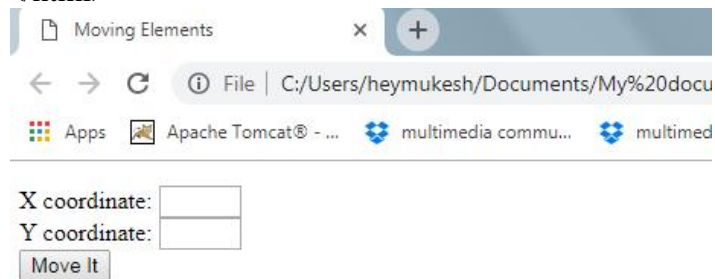 Moving Elements
File | C:/Users/heymukesh/Documents/My%20docu
Apps Apache Tomcat® - ... multimedia commu... multimed
X coordinate:
Y coordinate:
Move It